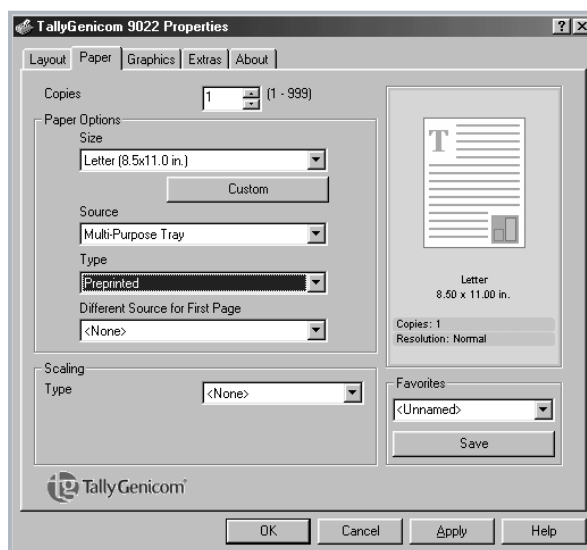 TallyGenicom 9022 Properties
Layout Paper Graphics Extras About
Copies 1 (1 - 999)
Paper Options
Size
Letter (8.5x11.0 in.)
Custom
Source
Multi-Purpose Tray
Type
Preprinted
Different Source for First Page
<None>
T
Letter
8.50 x 11.00 in.
Copies: 1
Resolution: Normal
Scaling
Type <None>
Favorites
<Unnamed>
Save
tg TallyGenicom®
OK Cancel Apply Help